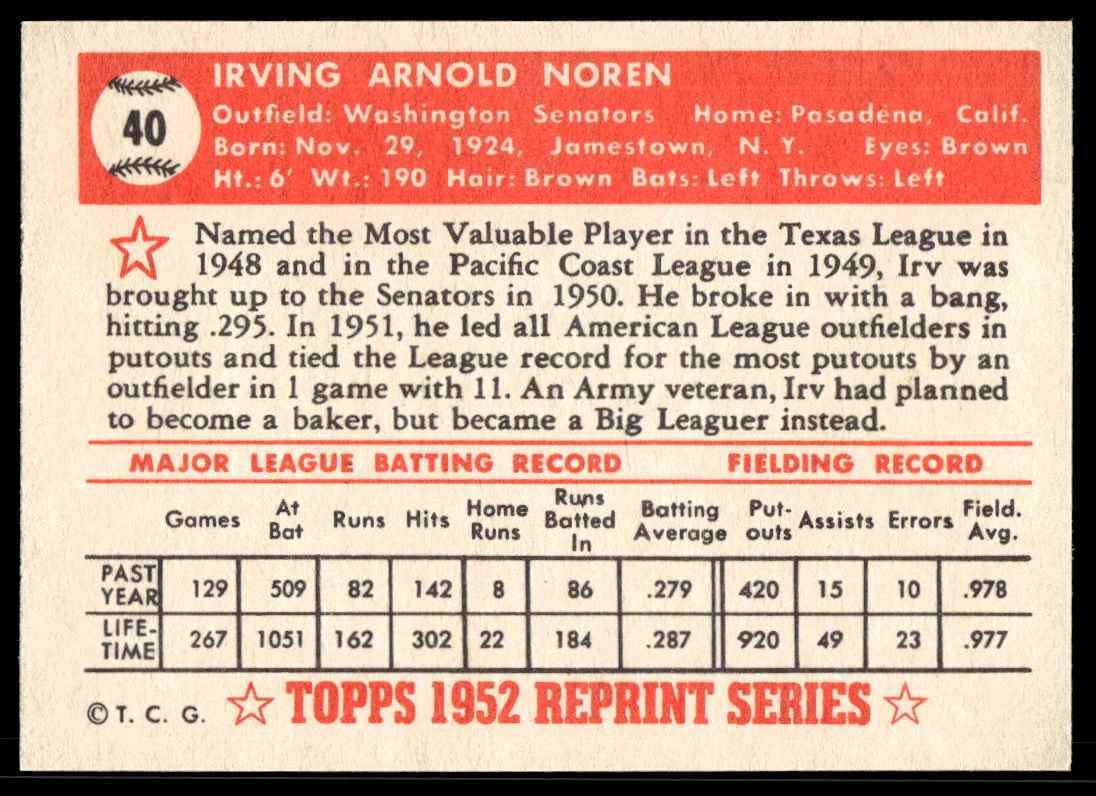 40
IRVING ARNOLD NOREN
Outfield: Washington Senators Home: Pasadena, Calif.
Born: Nov. 29, 1924, Jamestown, N. Y. Eyes: Brown
Ht.: 6' Wt.: 190 Hair: Brown Bats: Left Throws: Left
Named the Most Valuable Player in the Texas League in
1948 and in the Pacific Coast League in 1949, Irv was
brought up to the Senators in 1950. He broke in with a bang,
hitting .295. In 1951, he led all American League outfielders in
putouts and tied the League record for the most putouts by an
outfielder in 1 game with 11. An Army veteran, Irv had planned
to become a baker, but became a Big Leaguer instead.
MAJOR LEAGUE BATTING RECORD FIELDING RECORD
Games At Bat Runs Hits Home Runs Runs Batted In Batting Average Put-outs Assists Errors Field. Avg.
PAST YEAR 129 509 82 142 8 86 .279 420 15 10 .978
LIFE-TIME 267 1051 162 302 22 184 .287 920 49 23 .977
© T. C. G. TOPPS 1952 REPRINT SERIES